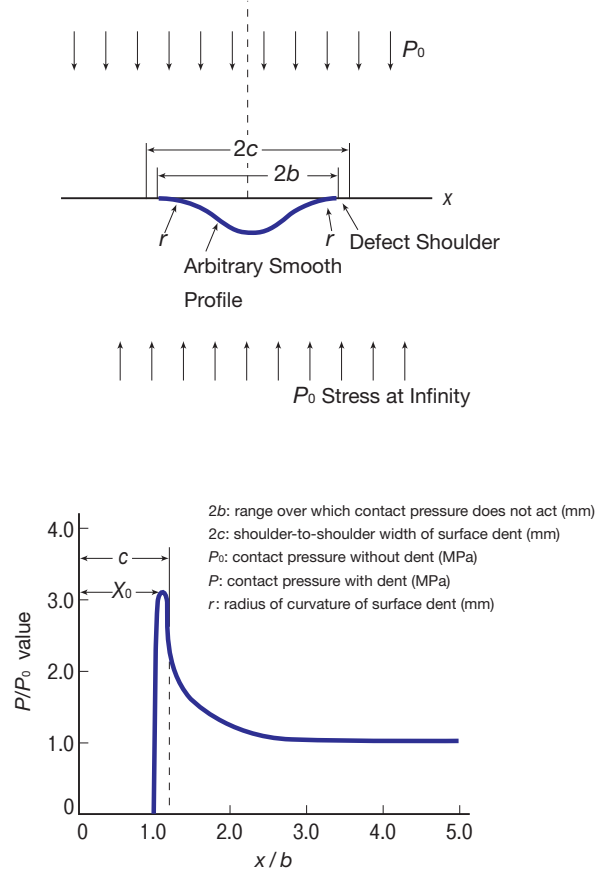 P₀
2c
2b
x
r
r
Defect Shoulder
Arbitrary Smooth
Profile
P₀ Stress at Infinity
2b: range over which contact pressure does not act (mm)
2c: shoulder-to-shoulder width of surface dent (mm)
P₀: contact pressure without dent (MPa)
P: contact pressure with dent (MPa)
r: radius of curvature of surface dent (mm)
4.0
c
X₀
3.0
P/P₀ value
2.0
1.0
0
0 1.0 2.0 3.0 4.0 5.0
x/b